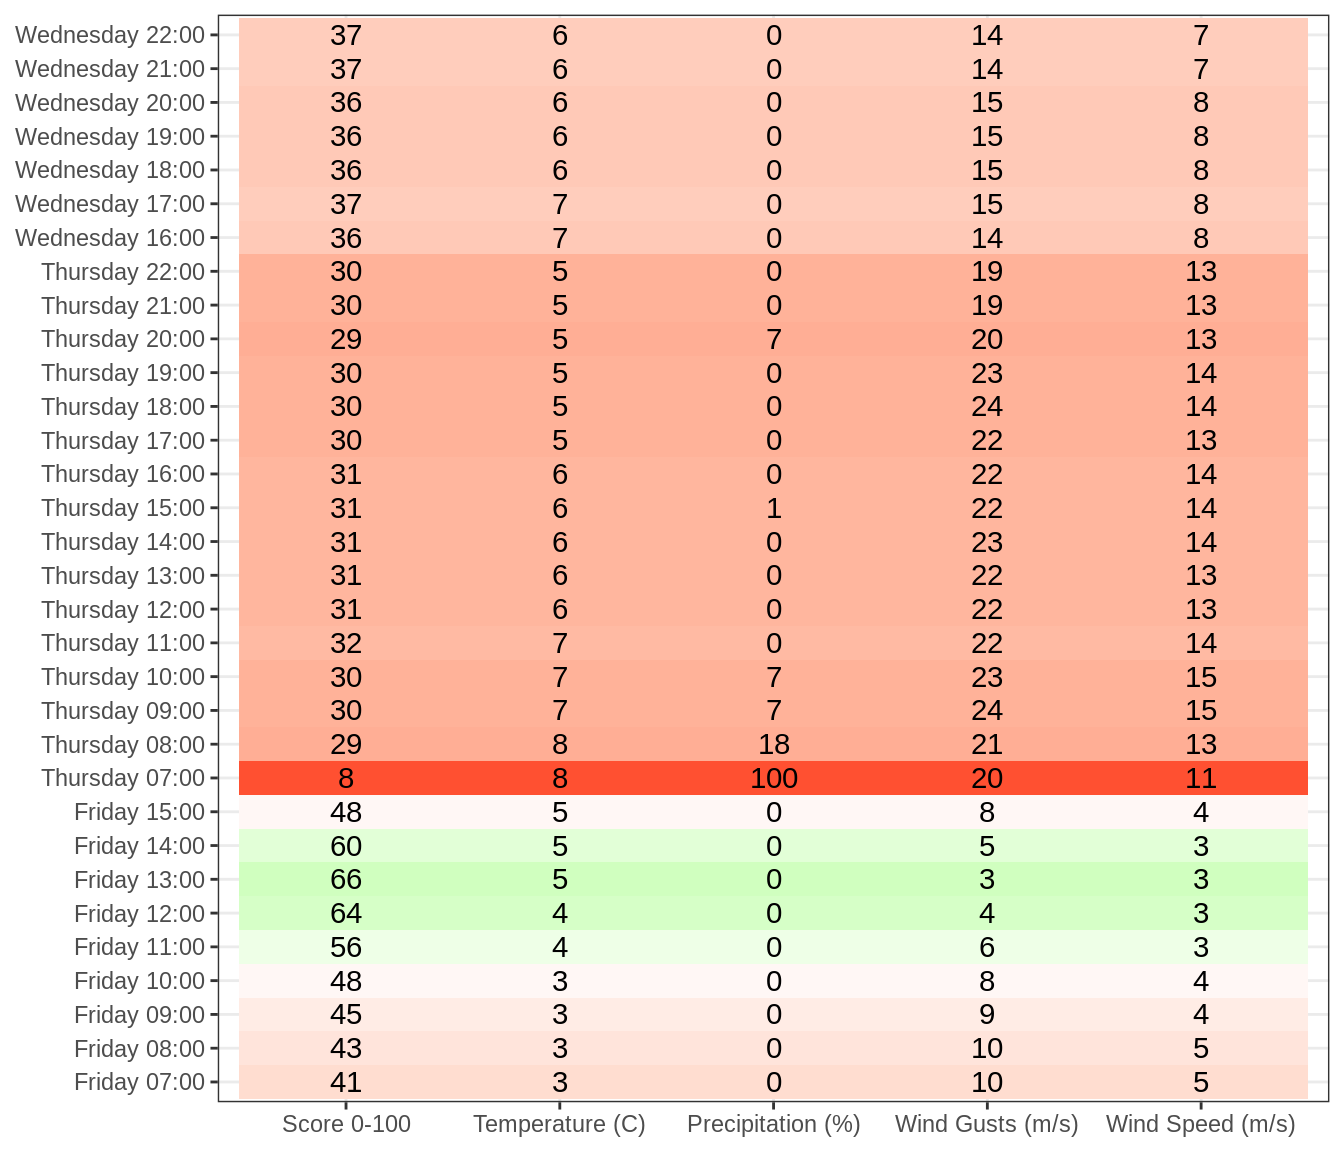 Wednesday 22:00 37 6 0 14 7
Wednesday 21:00 37 6 0 14 7
Wednesday 20:00 36 6 0 15 8
Wednesday 19:00 36 6 0 15 8
Wednesday 18:00 36 6 0 15 8
Wednesday 17:00 37 7 0 15 8
Wednesday 16:00 36 7 0 14 8
Thursday 22:00 30 5 0 19 13
Thursday 21:00 30 5 0 19 13
Thursday 20:00 29 5 7 20 13
Thursday 19:00 30 5 0 23 14
Thursday 18:00 30 5 0 24 14
Thursday 17:00 30 5 0 22 13
Thursday 16:00 31 6 0 22 14
Thursday 15:00 31 6 1 22 14
Thursday 14:00 31 6 0 23 14
Thursday 13:00 31 6 0 22 13
Thursday 12:00 31 6 0 22 13
Thursday 11:00 32 7 0 22 14
Thursday 10:00 30 7 7 23 15
Thursday 09:00 30 7 7 24 15
Thursday 08:00 29 8 18 21 13
Thursday 07:00 8 8 100 20 11
Friday 15:00 48 5 0 8 4
Friday 14:00 60 5 0 5 3
Friday 13:00 66 5 0 3 3
Friday 12:00 64 4 0 4 3
Friday 11:00 56 4 0 6 3
Friday 10:00 48 3 0 8 4
Friday 09:00 45 3 0 9 4
Friday 08:00 43 3 0 10 5
Friday 07:00 41 3 0 10 5
Score 0-100 Temperature (C) Precipitation (%) Wind Gusts (m/s) Wind Speed (m/s)